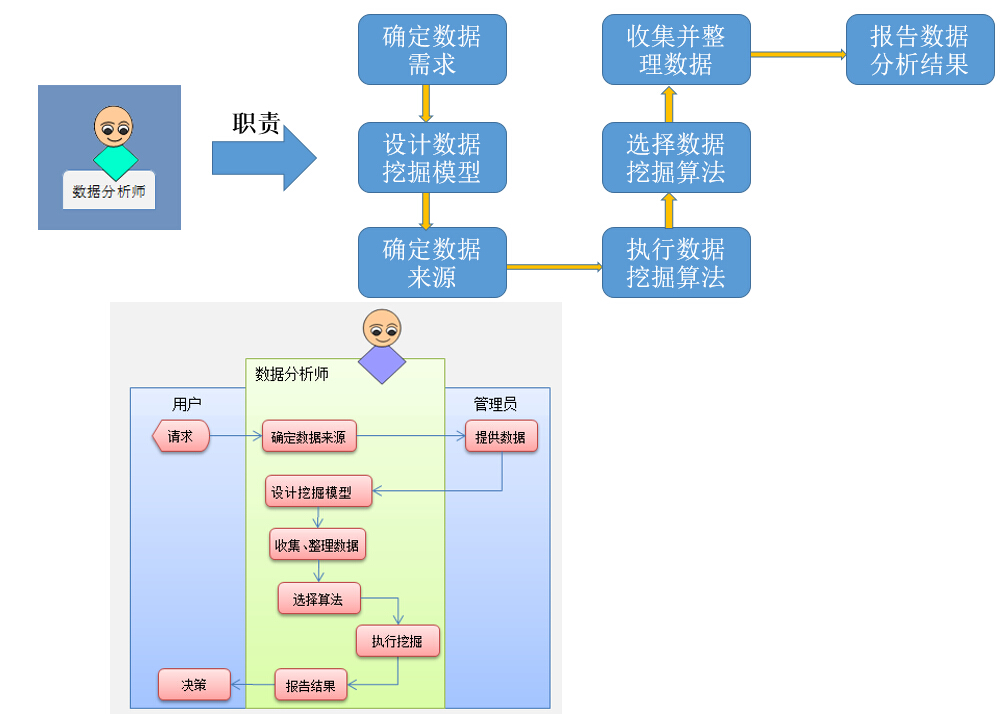 数据分析师
职责
确定数据
需求
设计数据
挖掘模型
确定数据
来源
执行数据
挖掘算法
选择数据
挖掘算法
收集并整
理数据
报告数据
分析结果
数据分析师
用户
管理员
请求
确定数据来源
提供数据
设计挖掘模型
收集、整理数据
选择算法
执行挖掘
报告结果
决策